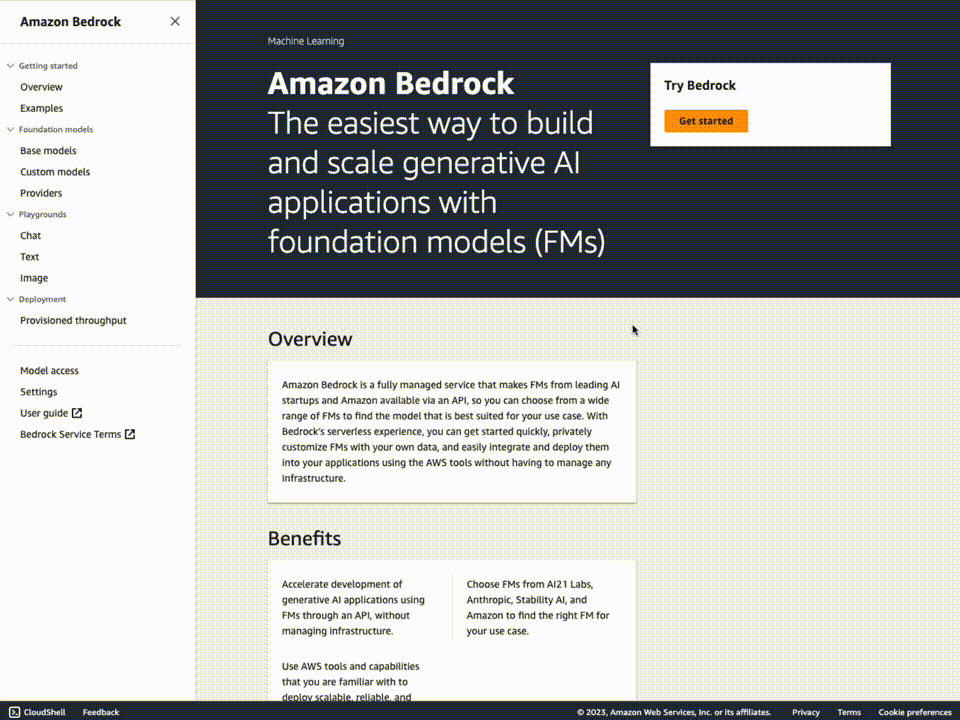 Amazon Bedrock
Getting started
Overview
Examples
Foundation models
Base models
Custom models
Providers
Playgrounds
Chat
Text
Image
Deployment
Provisioned throughput
Model access
Settings
User guide
Bedrock Service Terms
Machine Learning
Amazon Bedrock
The easiest way to build
and scale generative AI
applications with
foundation models (FMs)
Try Bedrock
Get started
Overview
Amazon Bedrock is a fully managed service that makes FMs from leading AI
startups and Amazon available via an API, so you can choose from a wide
range of FMs to find the model that is best suited for your use case. With
Bedrock's serverless experience, you can get started quickly, privately
customize FMs with your own data, and easily integrate and deploy them
into your applications using the AWS tools without having to manage any
infrastructure.
Benefits
Accelerate development of
generative AI applications using
FMs through an API, without
managing infrastructure.
Choose FMs from AI21 Labs,
Anthropic, Stability AI, and
Amazon to find the right FM for
your use case.
Use AWS tools and capabilities
that you are familiar with to
deploy scalable, reliable, and
CloudShell
Feedback
© 2023, Amazon Web Services, Inc. or its affiliates.
Privacy
Terms
Cookie preferences